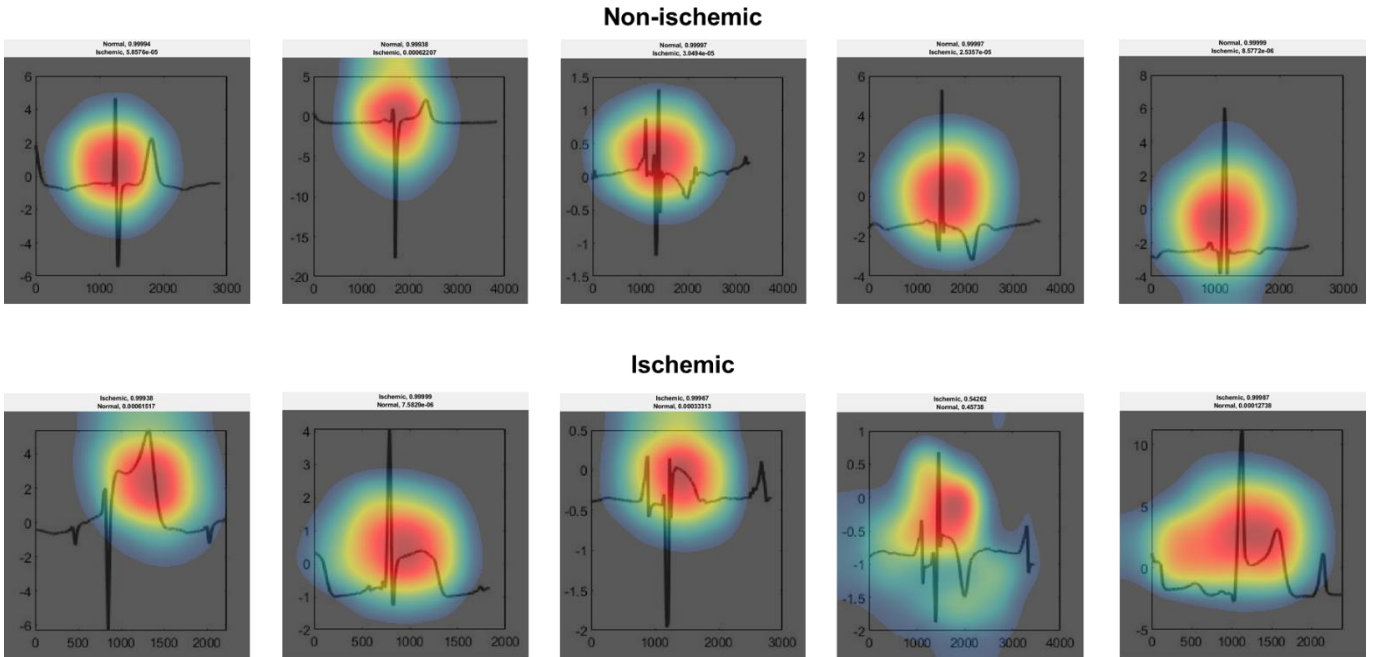 Non-ischemic
Normal, 0.99994
Ischemic, 5.8576e-05
Normal, 0.99938
Ischemic, 0.00062207
Normal, 0.99997
Ischemic, 3.0494e-05
Normal, 0.99997
Ischemic, 2.5357e-05
Normal, 0.99999
Ischemic, 8.5772e-06
6
4
2
0
-2
-4
-6
0 1000 2000 3000
5
0
-5
-10
-15
-20
0 1000 2000 3000 4000
1.5
1
0.5
0
-0.5
-1
-1.5
0 1000 2000 3000 4000
6
4
2
0
-2
-4
0 1000 2000 3000 4000
8
6
4
2
0
-2
-4
0 1000 2000 3000
Ischemic
Ischemic, 0.99938
Normal, 0.00061517
Ischemic, 0.99999
Normal, 7.5829e-06
Ischemic, 0.99967
Normal, 0.00033313
Ischemic, 0.54262
Normal, 0.45738
Ischemic, 0.99987
Normal, 0.00012738
4
2
0
-2
-4
-6
0 500 1000 1500 2000
4
3
2
1
0
-1
-2
0 500 1000 1500 2000
0.5
0
-0.5
-1
-1.5
-2
0 1000 2000 3000
1
0.5
0
-0.5
-1
-1.5
-2
0 1000 2000 3000 4000
10
5
0
-5
0 500 1000 1500 2000